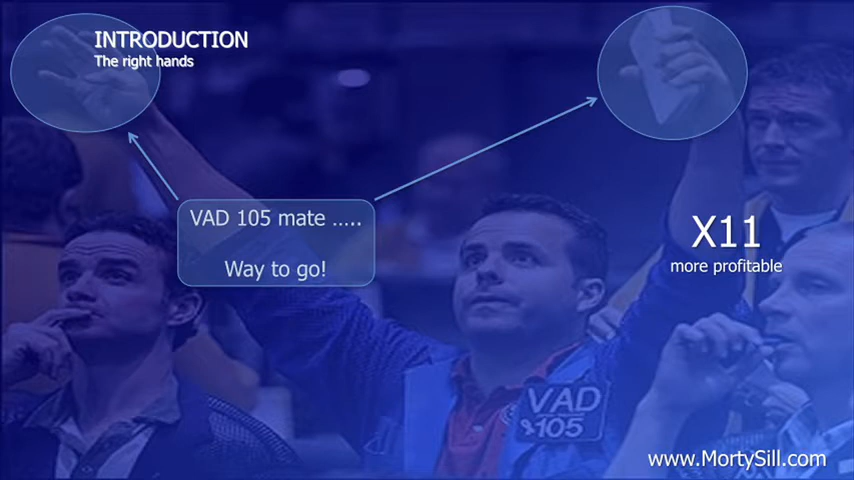 INTRODUCTION
The right hands
VAD 105 mate .....
Way to go!
X11
more profitable
VAD
105
www.MortySill.com